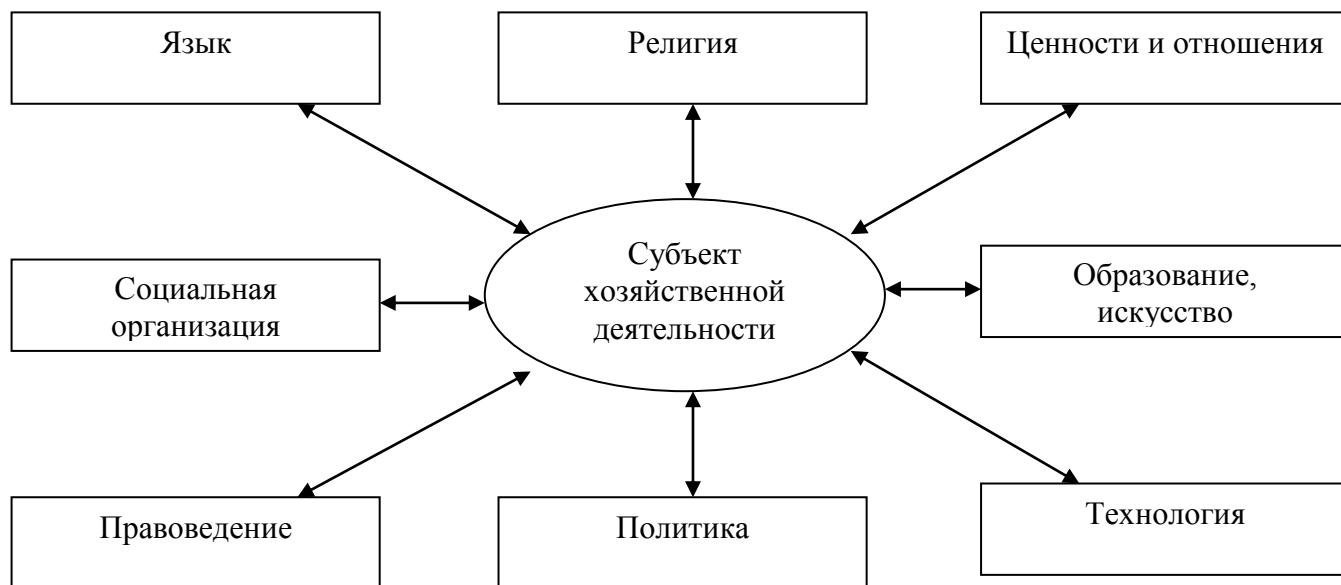 Язык
Религия
Ценности и отношения
Социальная
организация
Субъект
хозяйственной
деятельности
Образование,
искусство
Правоведение
Политика
Технология